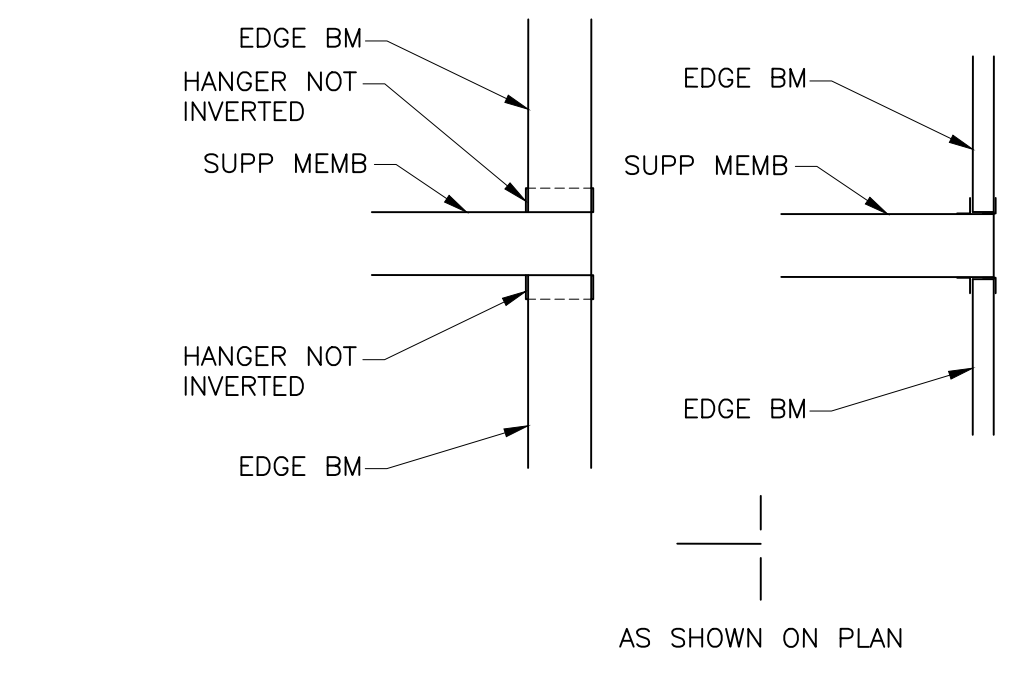 EDGE BM
HANGER NOT
INVERTED
SUPP MEMB
HANGER NOT
INVERTED
EDGE BM
EDGE BM
SUPP MEMB
EDGE BM
AS SHOWN ON PLAN